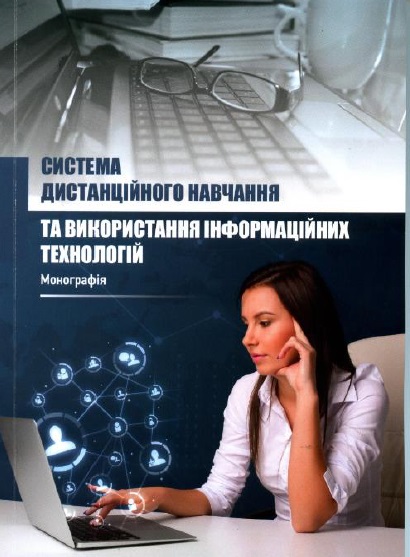 СИСТЕМА
ДИСТАНЦІЙНОГО НАВЧАННЯ
ТА ВИКОРИСТАННЯ ІНФОРМАЦІЙНИХ
ТЕХНОЛОГІЙ
Монографія